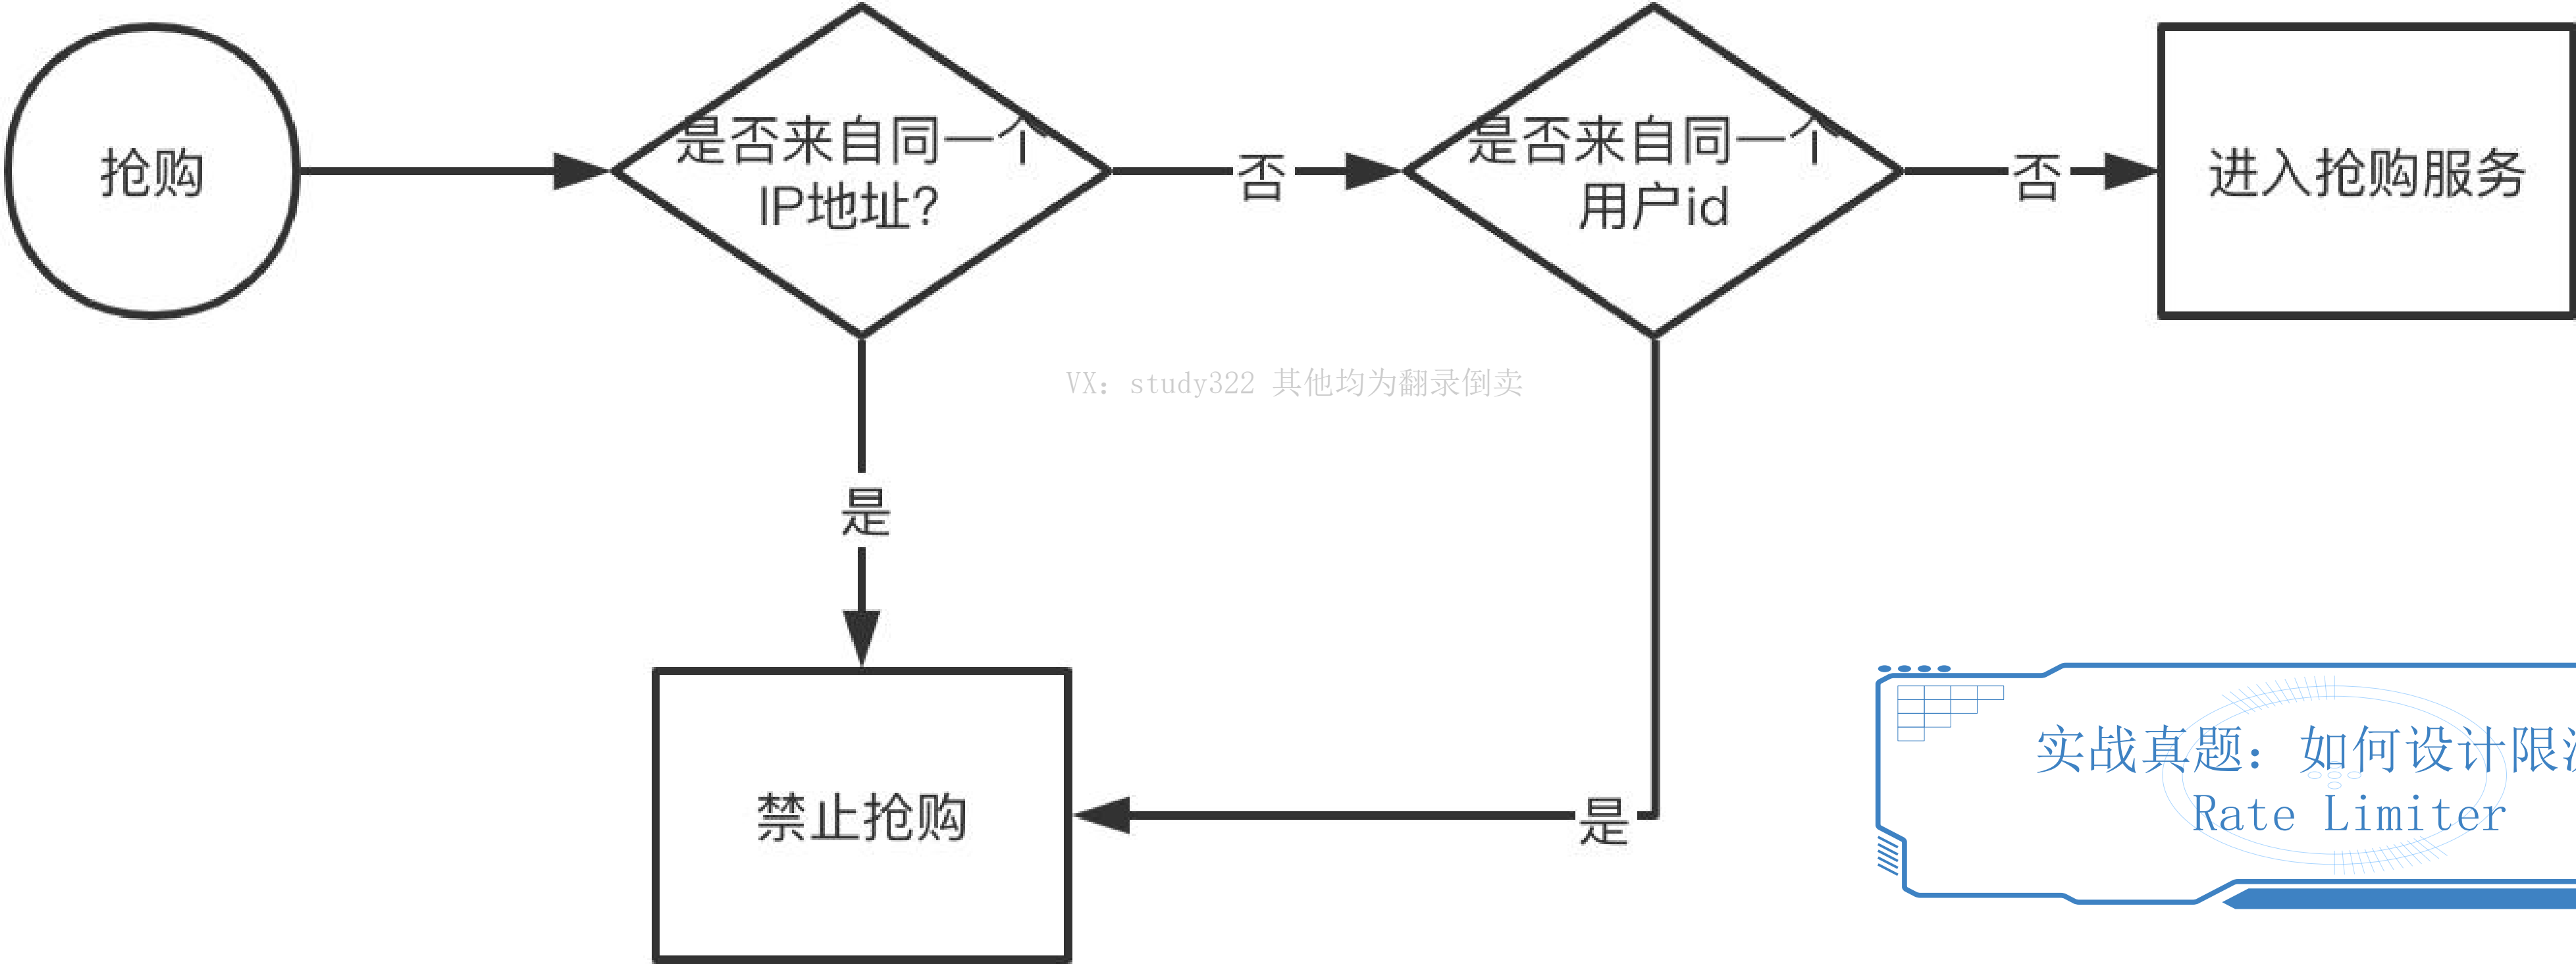 抢购
是否来自同一个
IP地址?
否
是否来自同一个
用户id
否
进入抢购服务
VX: study322 其他均为翻录倒卖
是
禁止抢购
是
实战真题: 如何设计限
Rate Limiter